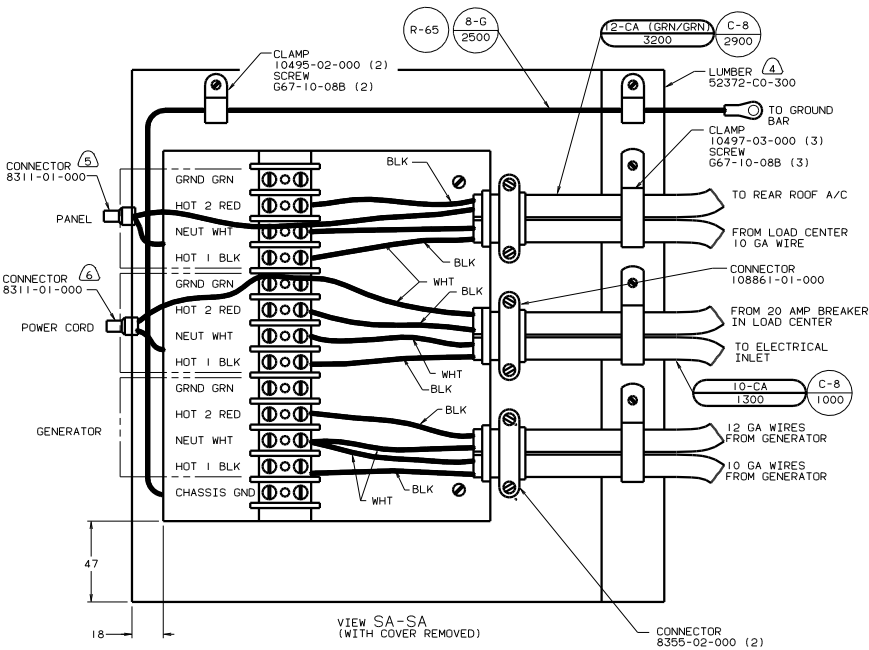 R-65
8-G
2500
12-CA (GRN/GRN)
3200
C-8
2900
CLAMP
10495-02-000 (2)
SCREW
G67-10-08B (2)
LUMBER 4
52372-C0-300
TO GROUND
BAR
CLAMP
10497-03-000 (3)
SCREW
G67-10-08B (3)
CONNECTOR 5
8311-01-000
PANEL
GRND GRN
HOT 2 RED
NEUT WHT
HOT 1 BLK
BLK
BLK
WHT
TO REAR ROOF A/C
FROM LOAD CENTER
10 GA WIRE
CONNECTOR 6
8311-01-000
POWER CORD
GRND GRN
HOT 2 RED
NEUT WHT
HOT 1 BLK
BLK
WHT
BLK
CONNECTOR
108861-01-000
FROM 20 AMP BREAKER
IN LOAD CENTER
TO ELECTRICAL
INLET
10-CA
1300
C-8
1000
GENERATOR
GRND GRN
HOT 2 RED
NEUT WHT
HOT 1 BLK
CHASSIS GND
BLK
BLK
WHT
12 GA WIRES
FROM GENERATOR
10 GA WIRES
FROM GENERATOR
47
18
VIEW SA-SA
(WITH COVER REMOVED)
CONNECTOR
8355-02-000 (2)